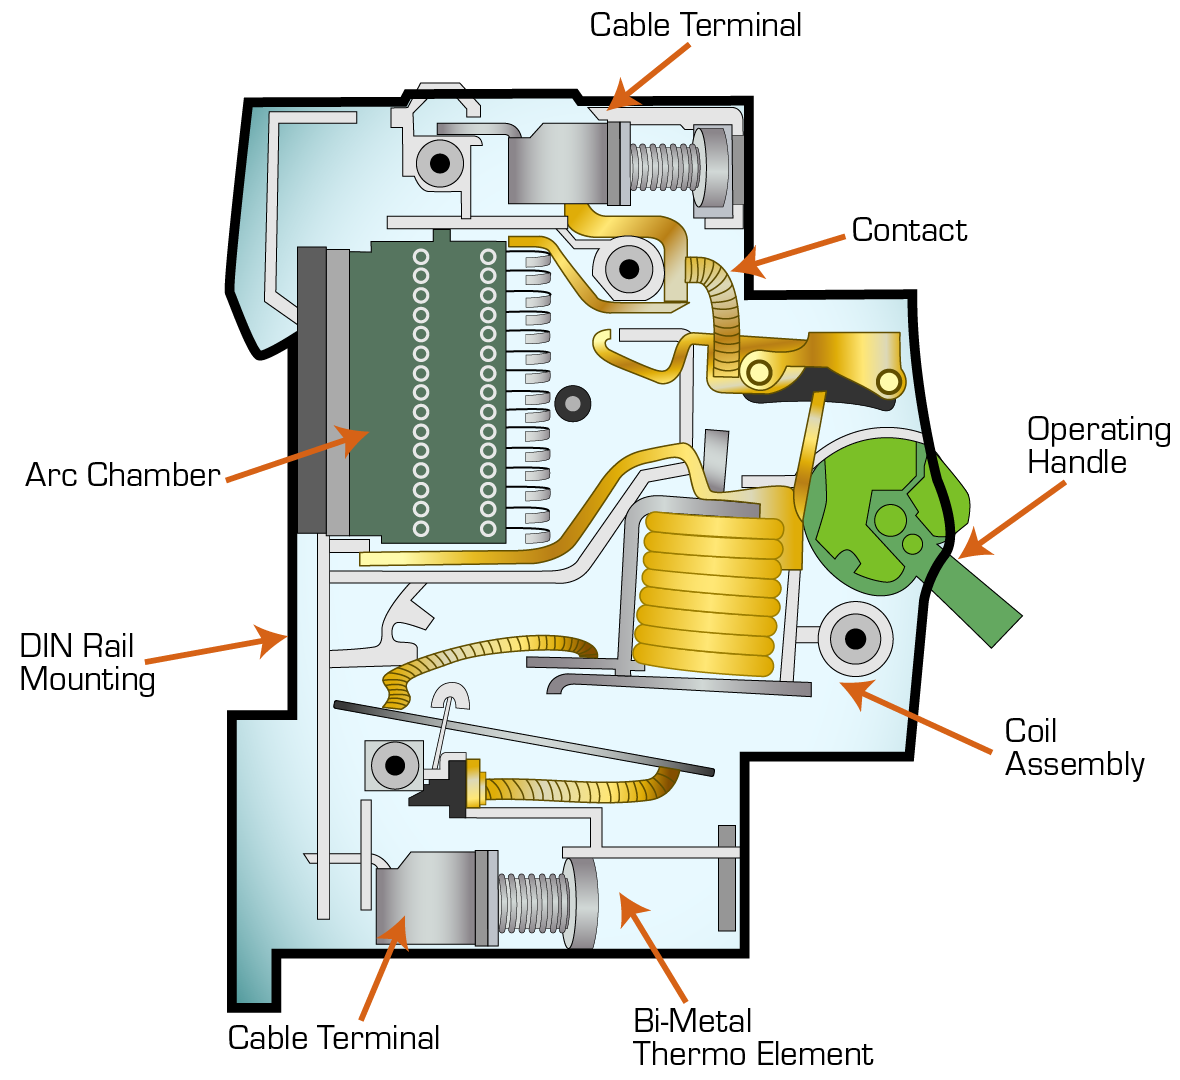 Cable Terminal
Contact
Operating
Handle
Arc Chamber
DIN Rail
Mounting
Coil
Assembly
Cable Terminal
Bi-Metal
Thermo Element